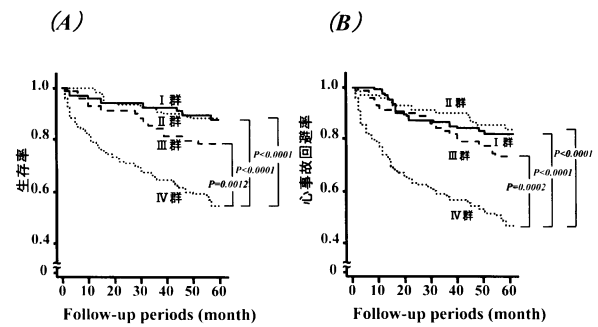 (A)
生存率
1.0
0.8
0.6
0.4
0
I 群
II 群
III 群
IV 群
P=0.0012
P<0.0001
P<0.0001
0 10 20 30 40 50 60
Follow-up periods (month)
(B)
心事故回避率
1.0
0.8
0.6
0.4
0
II 群
I 群
III 群
IV 群
P=0.0002
P<0.0001
P<0.0001
0 10 20 30 40 50 60
Follow-up periods (month)